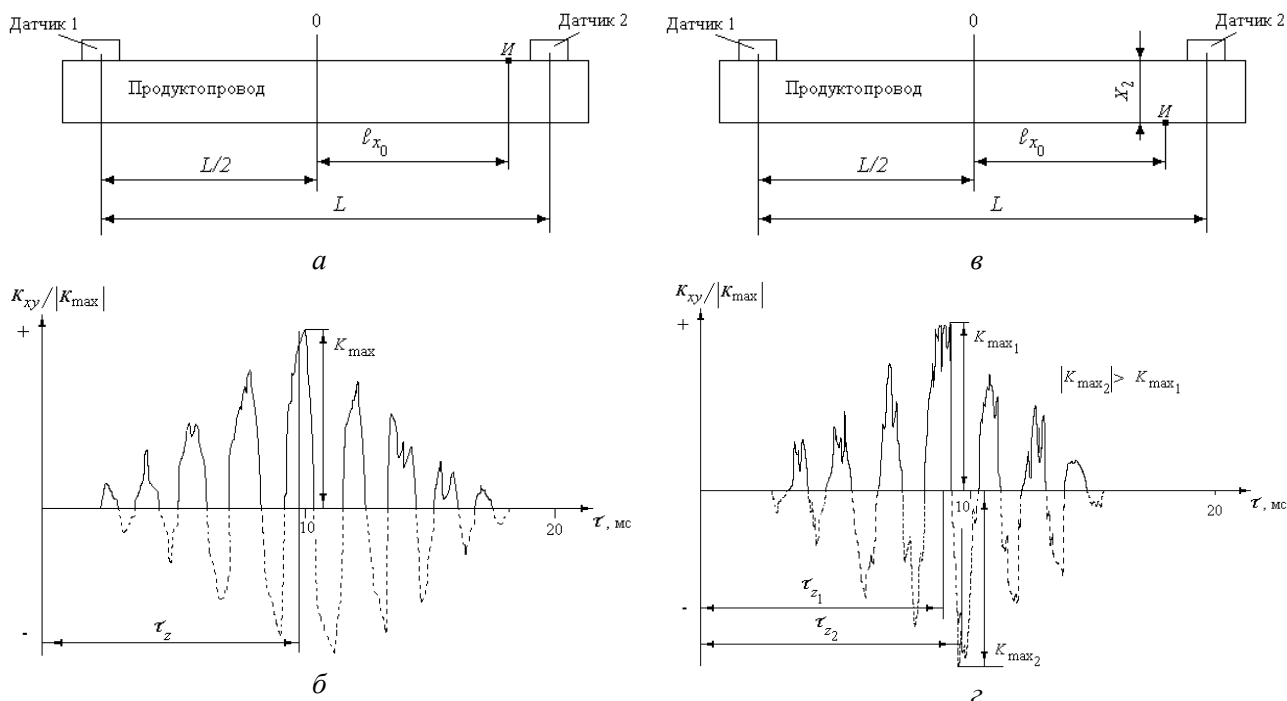 Датчик 1
0
Датчик 2
И
Продуктопровод
ℓx₀
L/2
L
а
Датчик 1
0
Датчик 2
X₂
И
Продуктопровод
ℓx₀
L/2
L
в
Kxy/|Kmax|
+
Kmax
10
20
τ, мс
-
τz
б
Kxy/|Kmax|
+
Kmax₁
|Kmax₂|> Kmax₁
10
20
τ, мс
τz₁
-
τz₂
Kmax₂
г